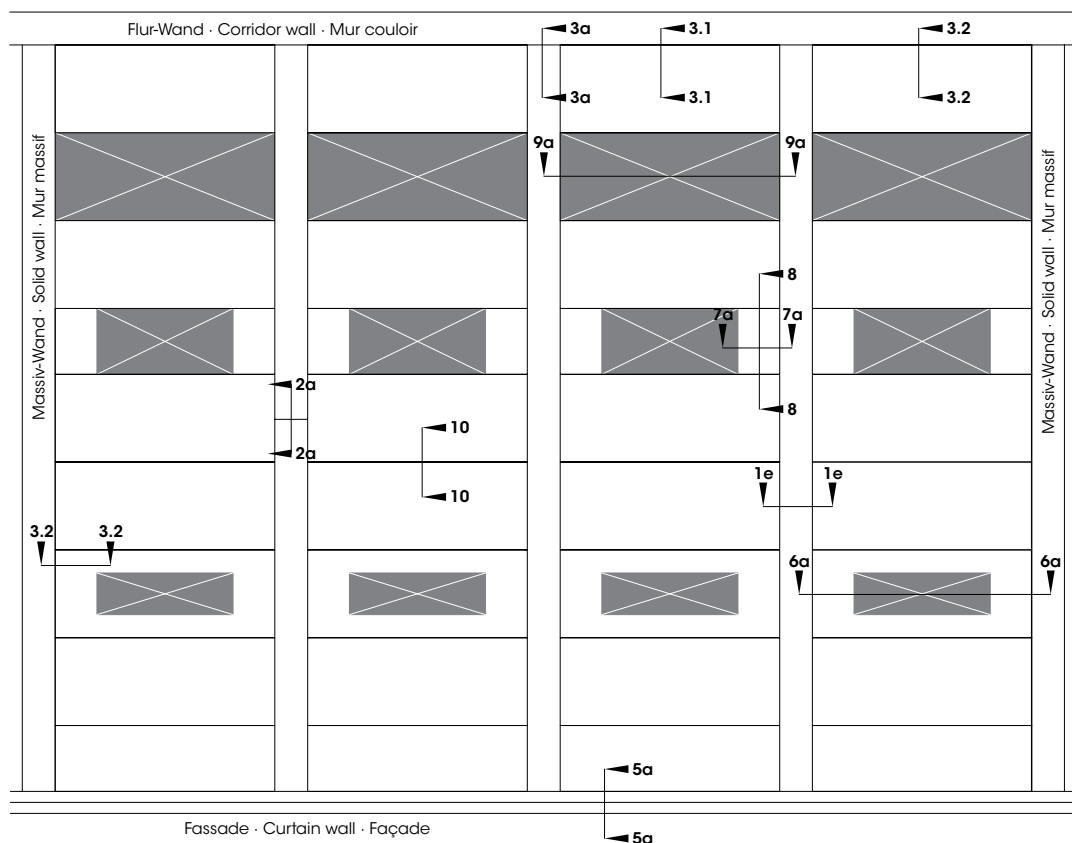 Flur-Wand · Corridor wall · Mur couloir
3a
3.1
3.2
3a
3.1
3.2
Massiv-Wand · Solid wall · Mur massif
Massiv-Wand · Solid wall · Mur massif
9a
9a
8
7a
7a
2a
8
10
2a
1e
1e
10
3.2
3.2
6a
6a
5a
Fassade · Curtain wall · Façade
5a